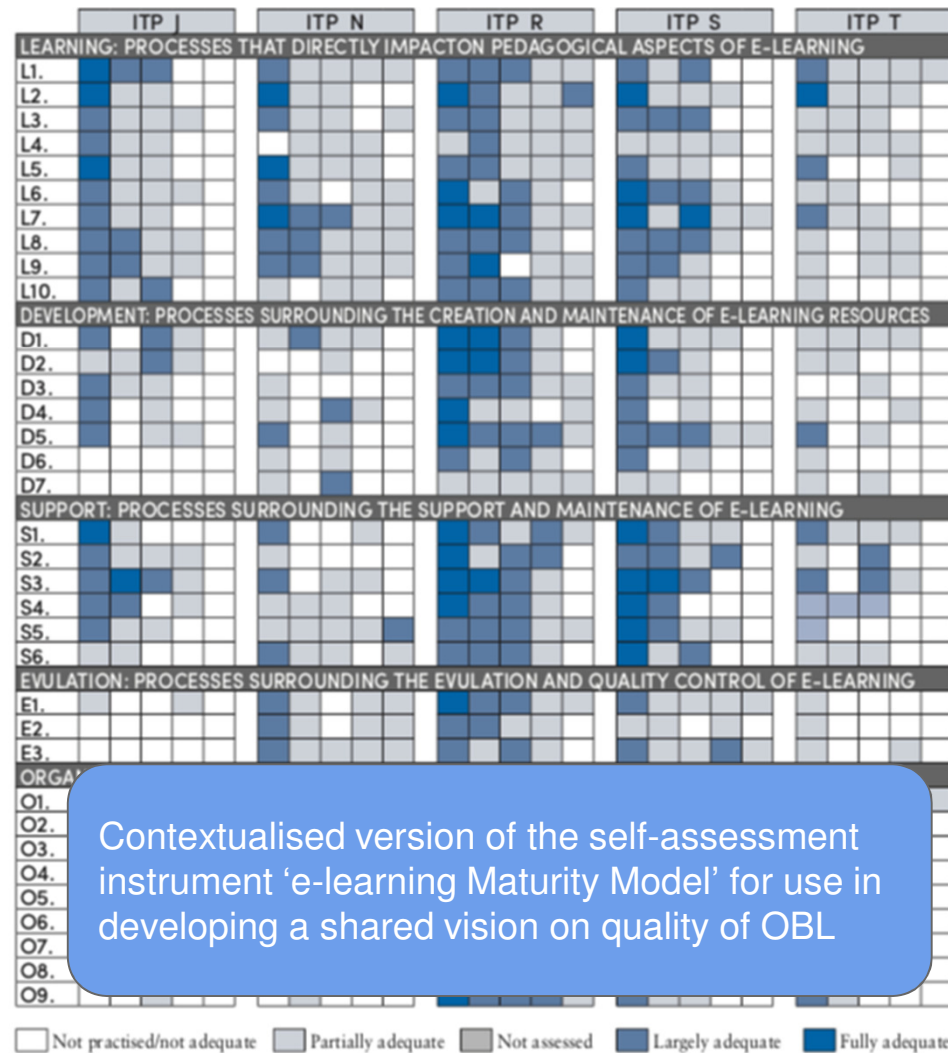 ITP J ITP N ITP R ITP S ITP T
LEARNING: PROCESSES THAT DIRECTLY IMPACTON PEDAGOGICAL ASPECTS OF E-LEARNING
L1.
L2.
L3.
L4.
L5.
L6.
L7.
L8.
L9.
L10.
DEVELOPMENT: PROCESSES SURROUNDING THE CREATION AND MAINTENANCE OF E-LEARNING RESOURCES
D1.
D2.
D3.
D4.
D5.
D6.
D7.
SUPPORT: PROCESSES SURROUNDING THE SUPPORT AND MAINTENANCE OF E-LEARNING
S1.
S2.
S3.
S4.
S5.
S6.
EVULATION: PROCESSES SURROUNDING THE EVULATION AND QUALITY CONTROL OF E-LEARNING
E1.
E2.
E3.
O1.
O2.
O3.
O4.
O5.
O6.
O7.
O8.
O9.
Contextualised version of the self-assessment
instrument ‘e-learning Maturity Model’ for use in
developing a shared vision on quality of OBL
Not practised/not adequate Partially adequate Not assessed Largely adequate Fully adequate